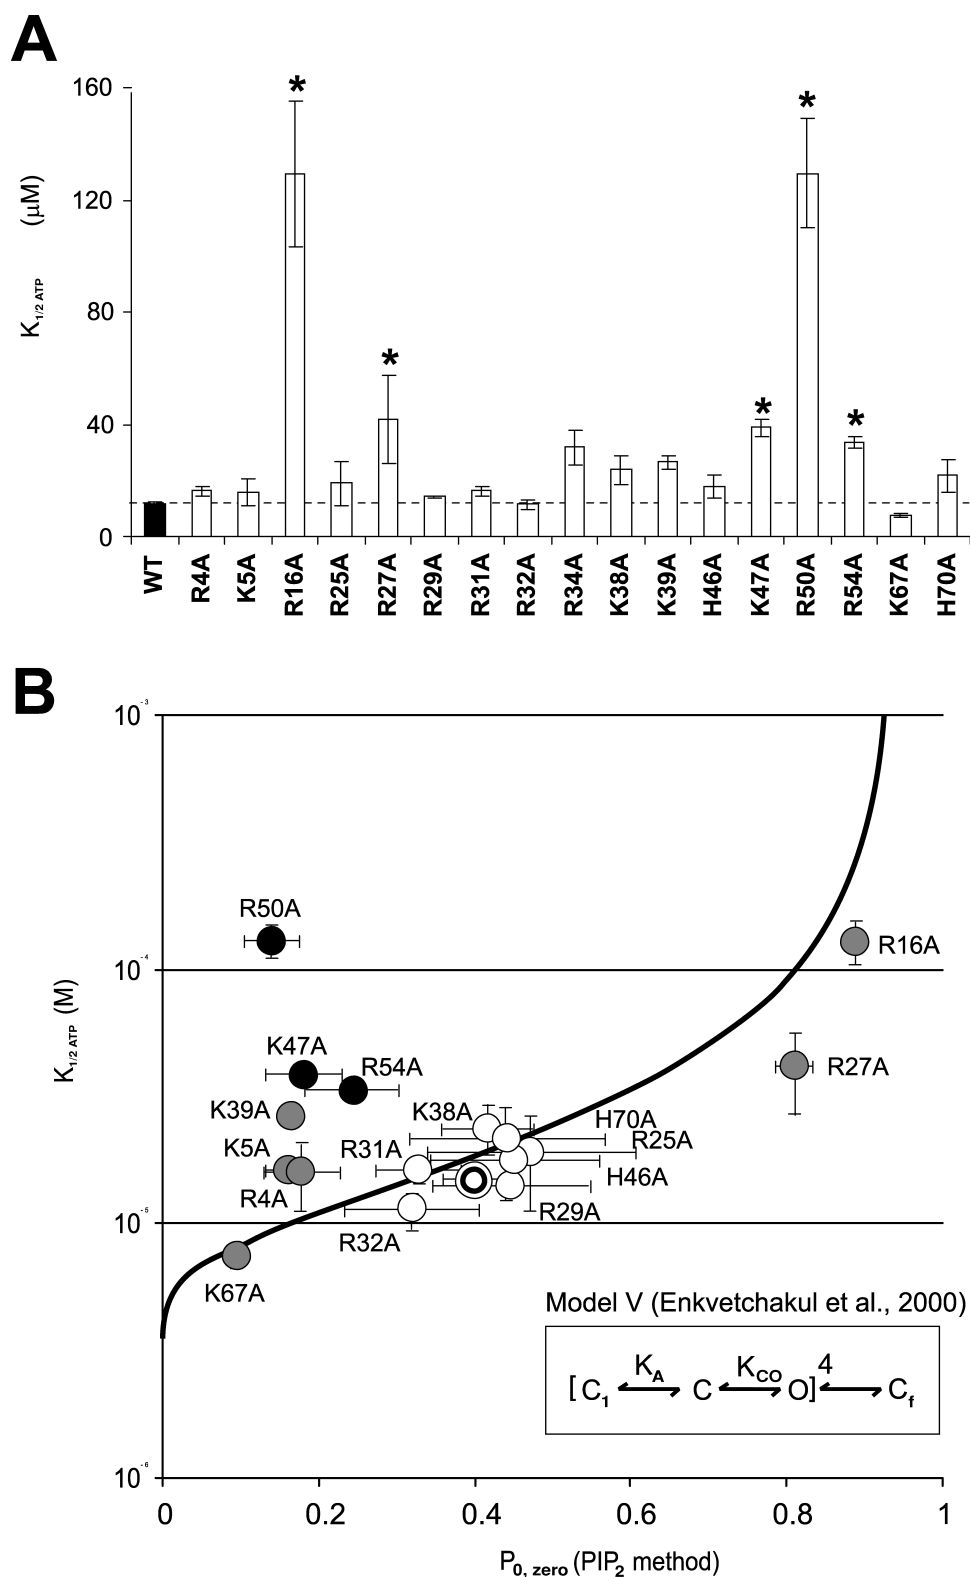 A
K1/2 ATP (μM)
160
120
80
40
0
*
*
*
*
*
WT
R4A
K5A
R16A
R25A
R27A
R29A
R31A
R32A
R34A
K38A
K39A
H46A
K47A
R50A
R54A
K67A
H70A
B
K1/2 ATP (M)
10-3
10-4
10-5
10-6
R50A
R16A
K47A
R54A
R27A
K39A
K38A
H70A
K5A
R31A
R25A
R4A
H46A
R29A
R32A
K67A
Model V (Enkvetchakul et al., 2000)
[C1 KA C KCO O]4 Cf
0 0.2 0.4 0.6 0.8 1
P0, zero (PIP2 method)